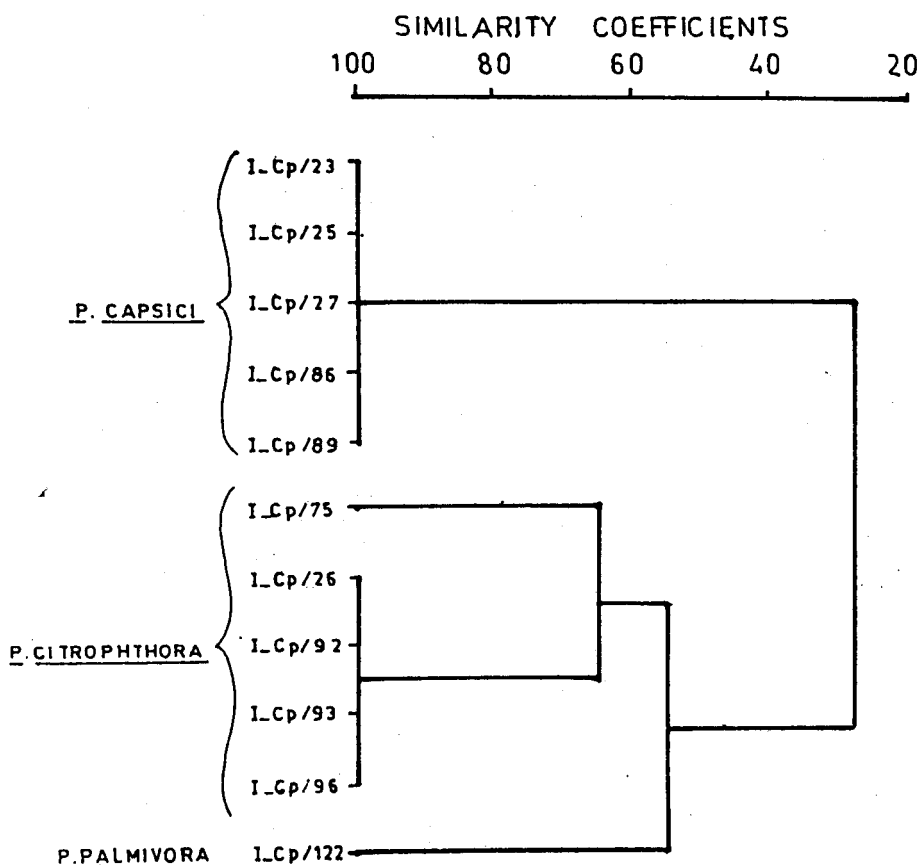 SIMILARITY COEFFICIENTS
100 80 60 40 20
I_Cp/23
I_Cp/25
P. CAPSICI I_Cp/27
I_Cp/86
I_Cp/89
I_Cp/75
I_Cp/26
P.CITROPHTHORA I_Cp/92
I_Cp/93
I_Cp/96
P.PALMIVORA I_Cp/122